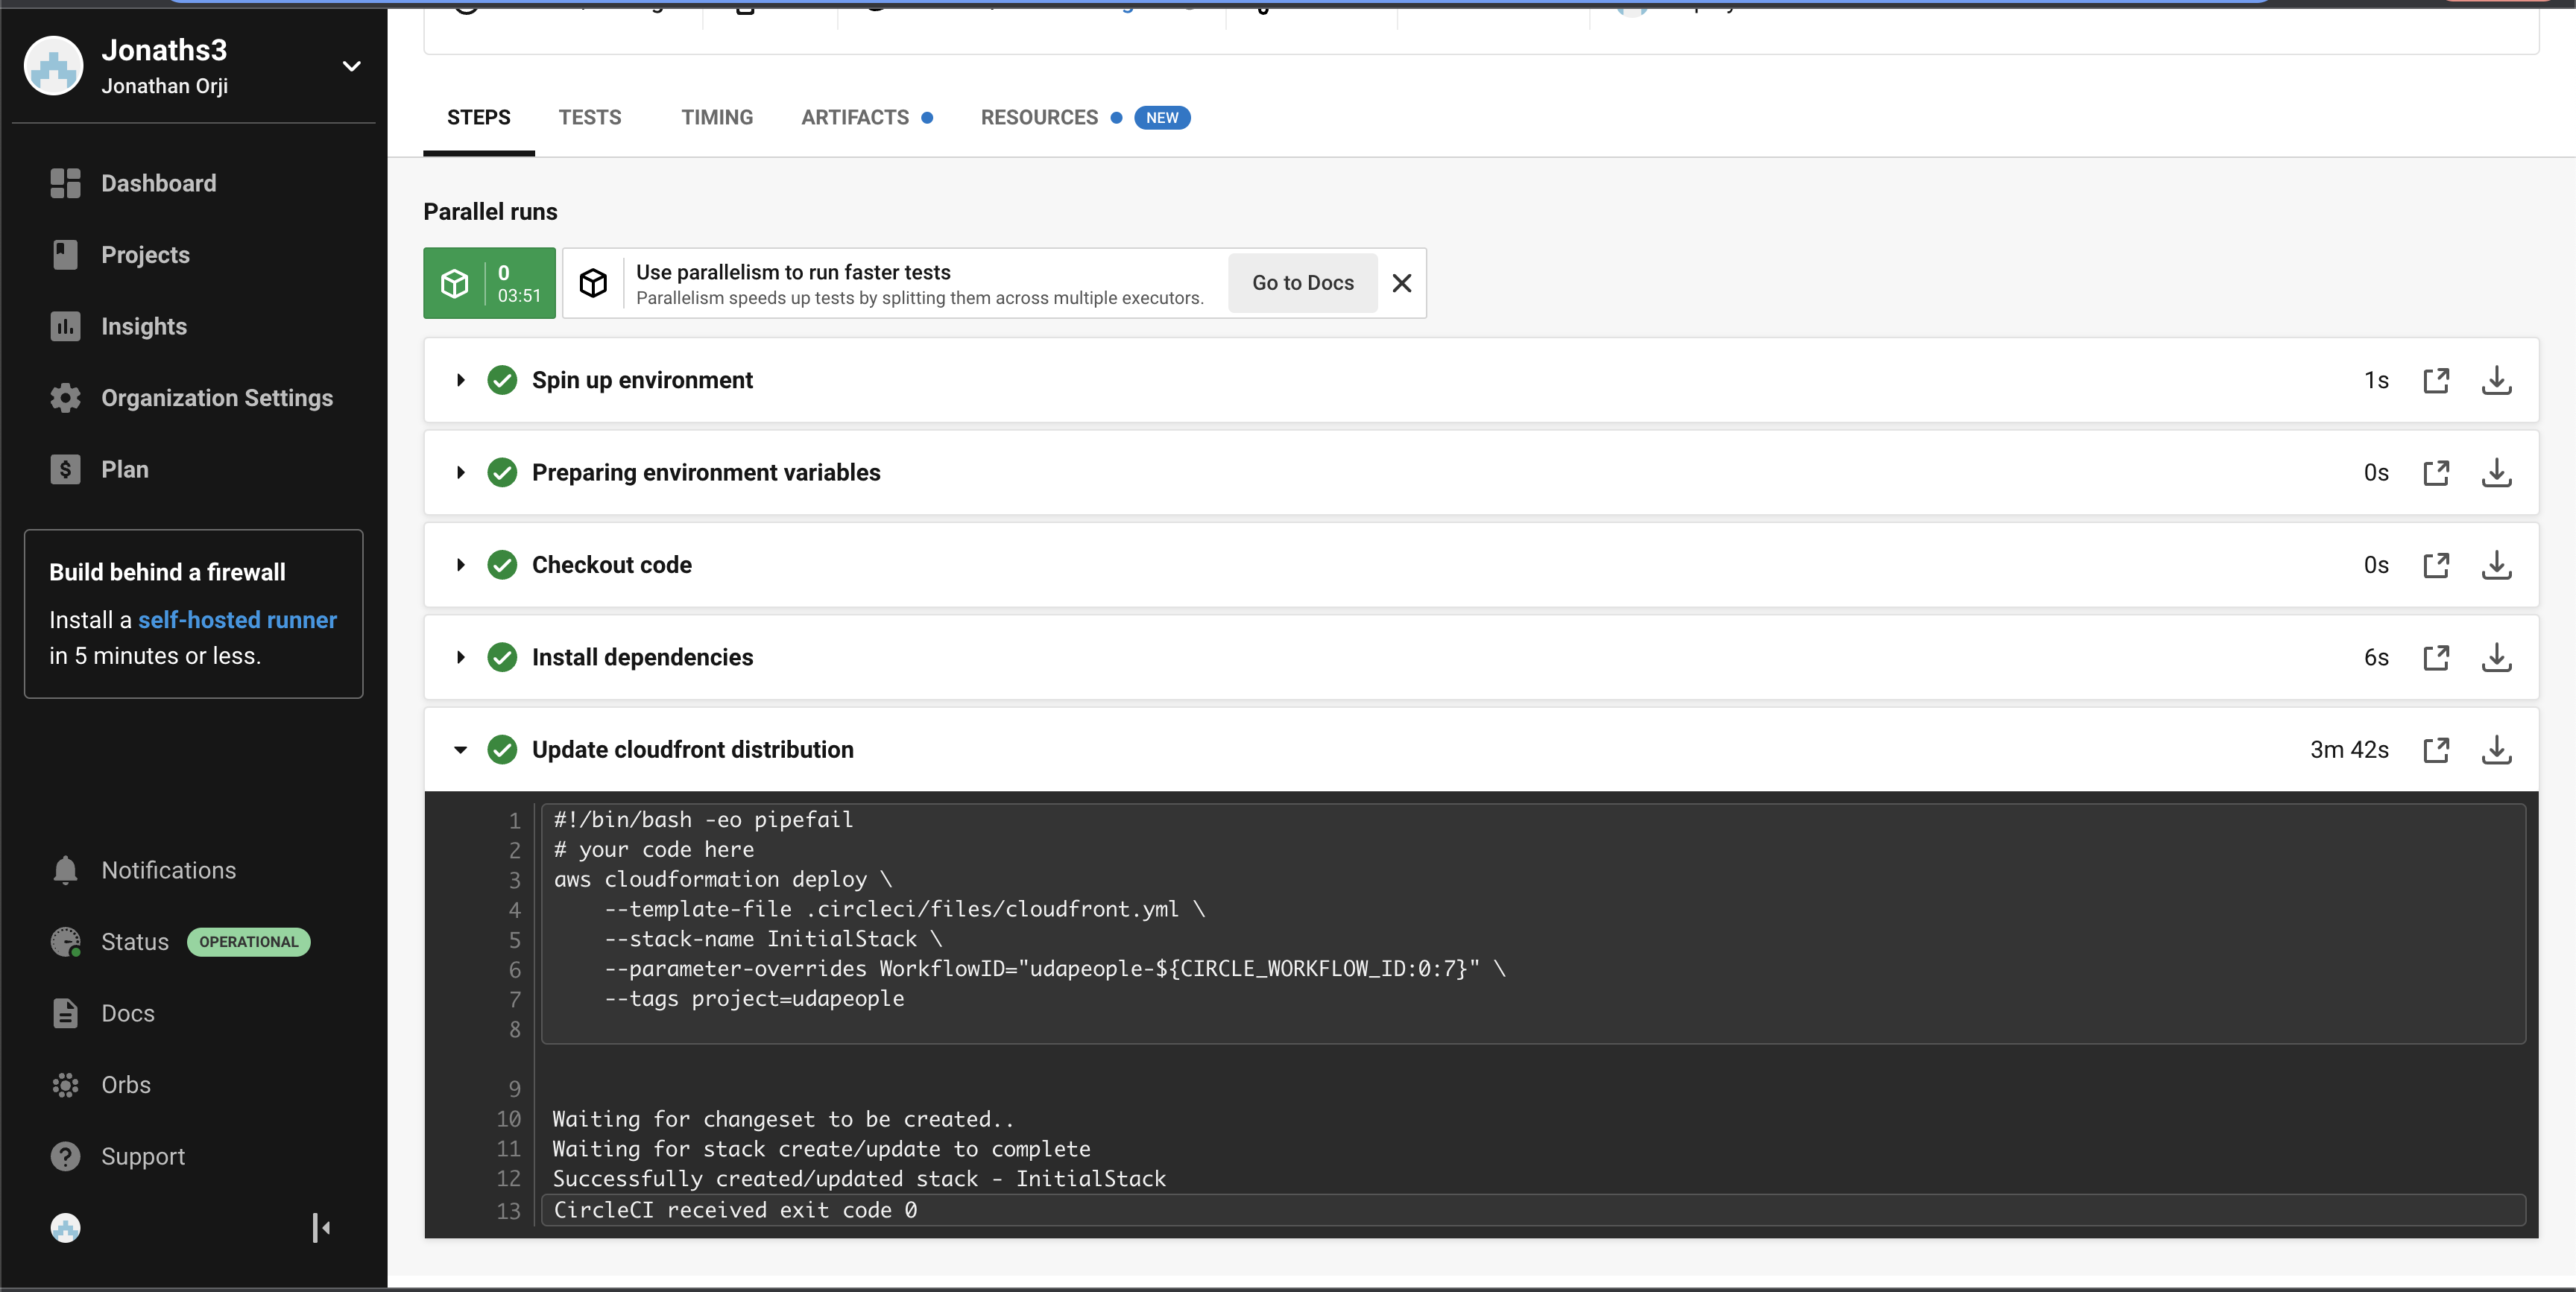 Jonaths3
Jonathan Orji
Dashboard
Projects
Insights
Organization Settings
Plan
Build behind a firewall
Install a self-hosted runner
in 5 minutes or less.
Notifications
Status OPERATIONAL
Docs
Orbs
Support
STEPS TESTS TIMING ARTIFACTS RESOURCES NEW
Parallel runs
0
03:51
Use parallelism to run faster tests
Parallelism speeds up tests by splitting them across multiple executors.
Go to Docs
Spin up environment 1s
Preparing environment variables 0s
Checkout code 0s
Install dependencies 6s
Update cloudfront distribution 3m 42s
1 #!/bin/bash -eo pipefail
2 # your code here
3 aws cloudformation deploy \
4 --template-file .circleci/files/cloudfront.yml \
5 --stack-name InitialStack \
6 --parameter-overrides WorkflowID="udapeople-${CIRCLE_WORKFLOW_ID:0:7}" \
7 --tags project=udapeople
8
9
10 Waiting for changeset to be created..
11 Waiting for stack create/update to complete
12 Successfully created/updated stack - InitialStack
13 CircleCI received exit code 0